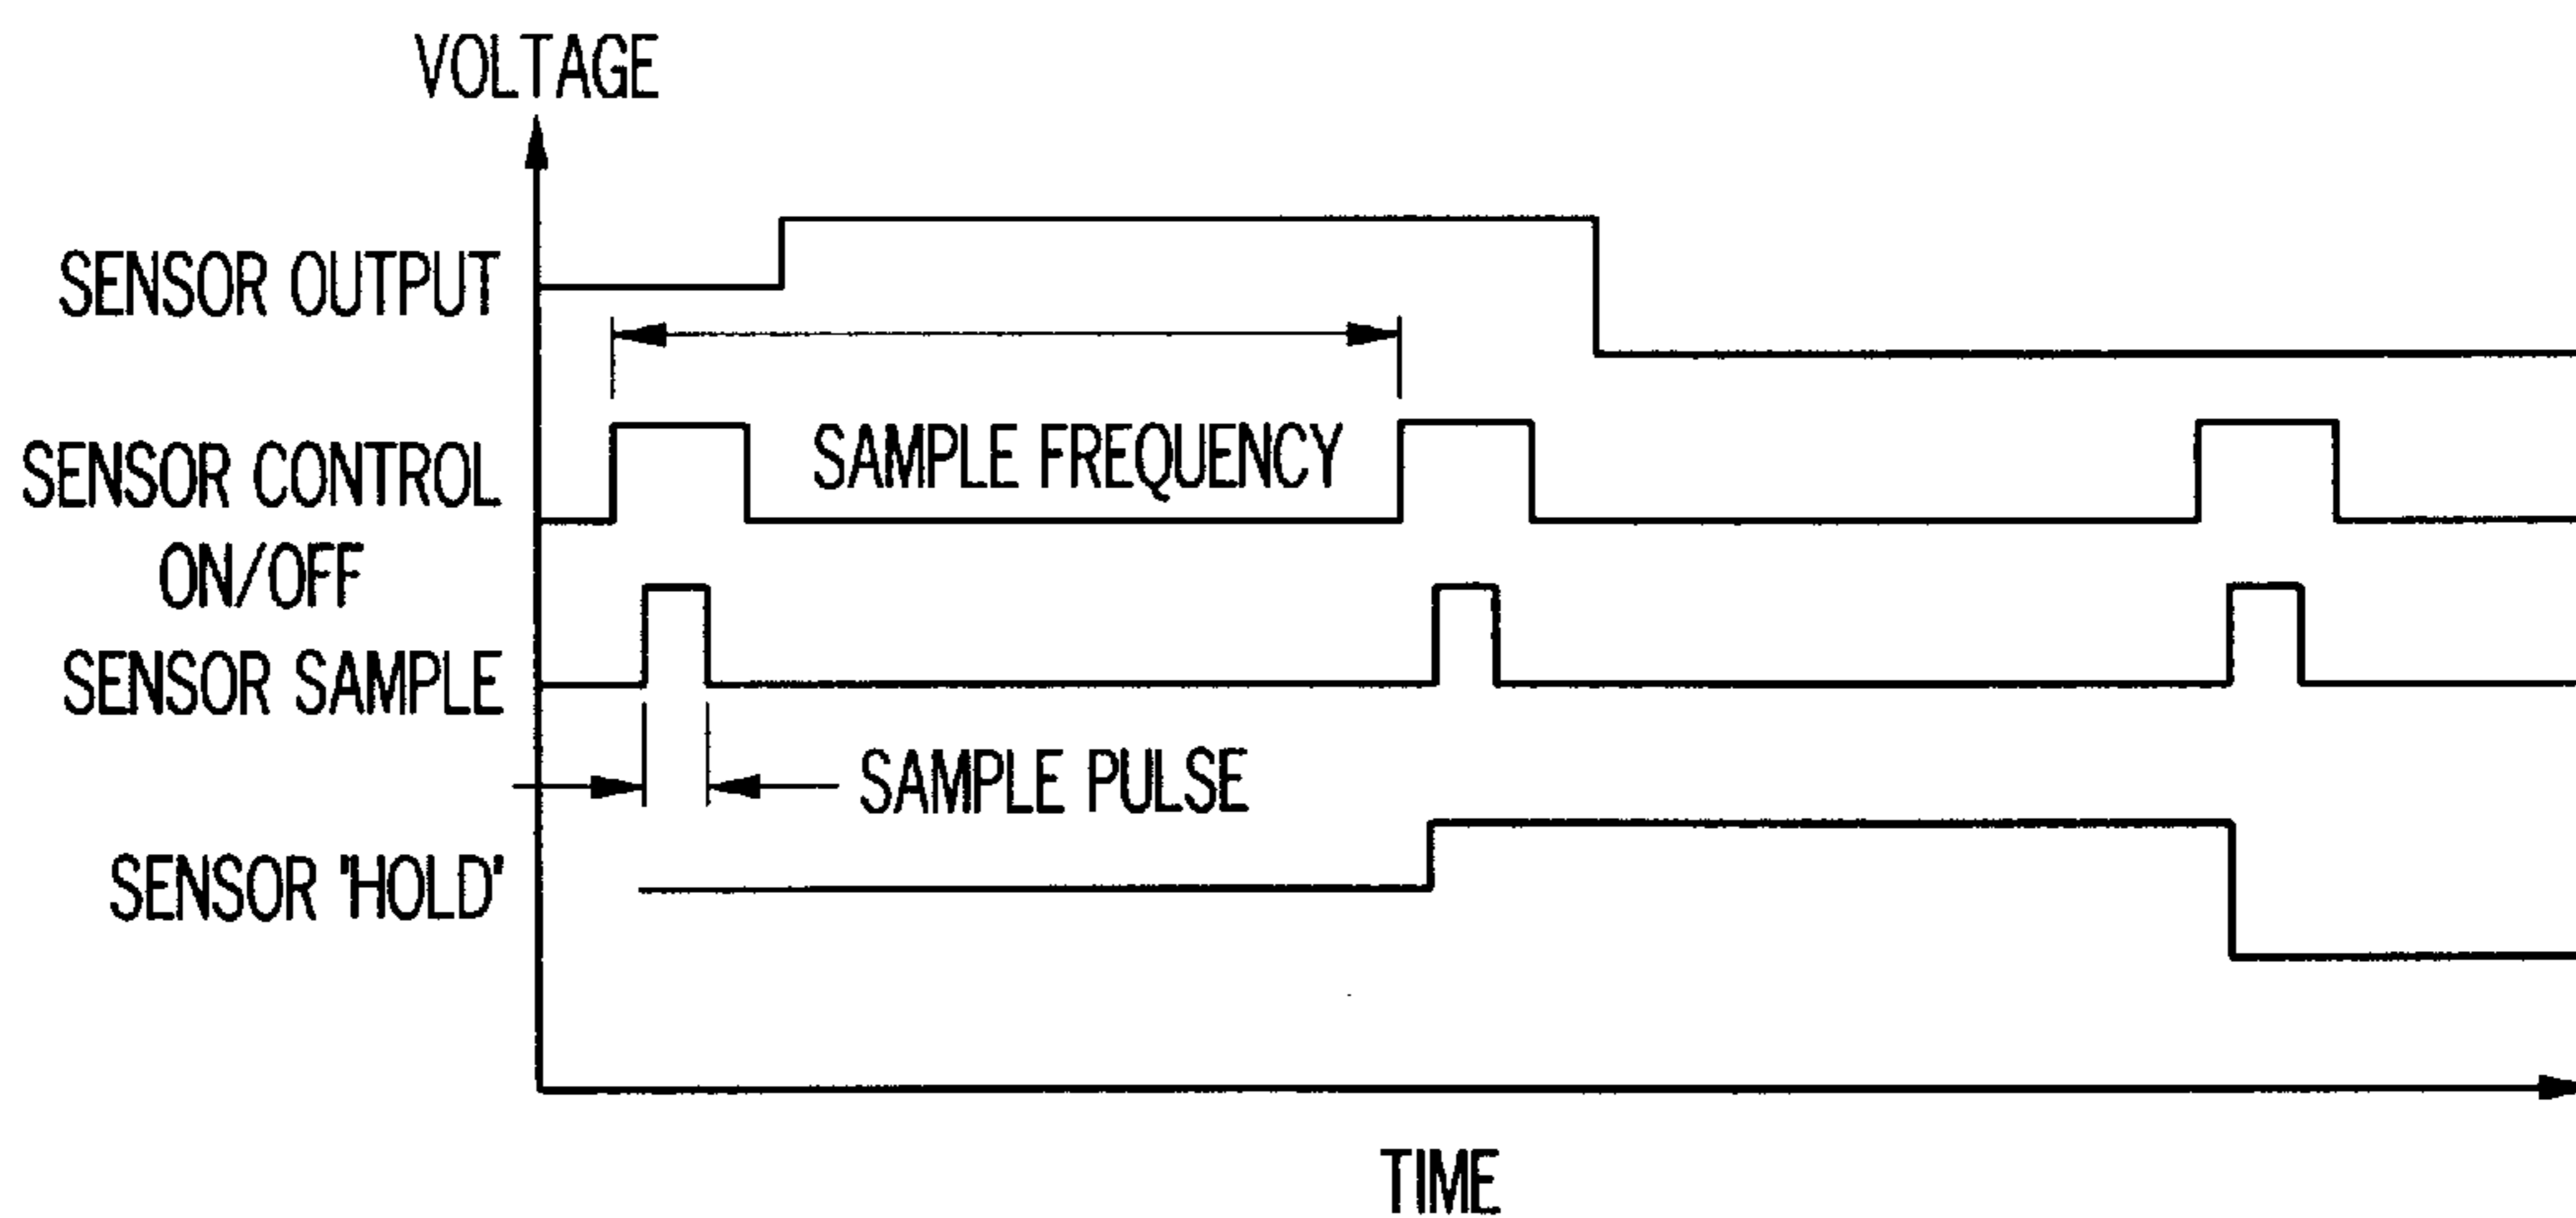 VOLTAGE
SENSOR OUTPUT
SENSOR CONTROL
ON/OFF
SAMPLE FREQUENCY
SENSOR SAMPLE
SAMPLE PULSE
SENSOR "HOLD"
TIME